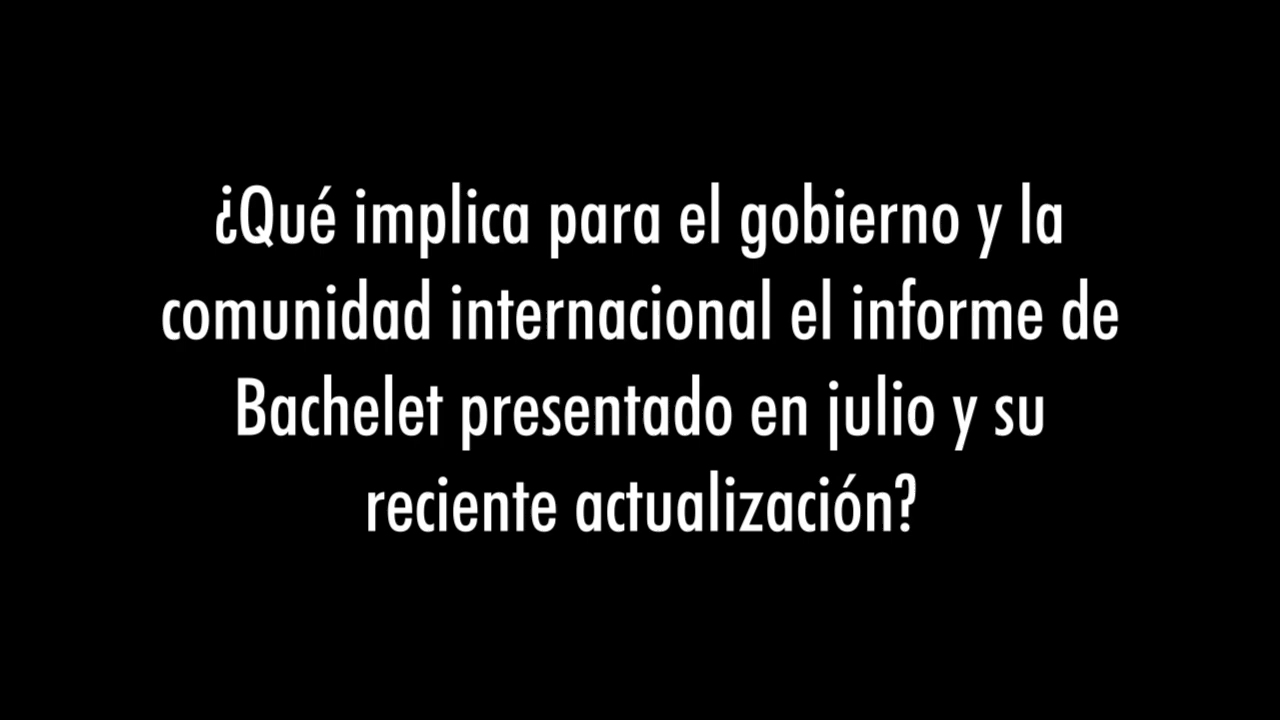 ¿Qué implica para el gobierno y la
comunidad internacional el informe de
Bachelet presentado en julio y su
reciente actualización?